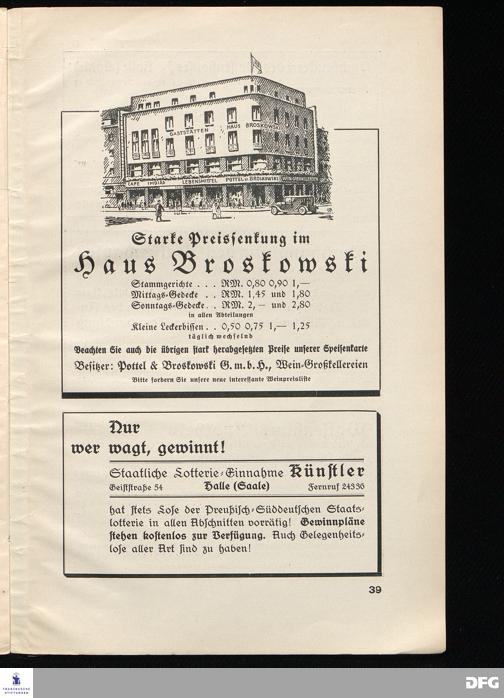 GASTSTÄTTEN HAUS BROSKOWSKI
CAFÉ INDRA LEBENSMITTEL POTTEL u. BROSKOWSKI
Starke Preissenkung im
Haus Broskowski
Stammgerichte . . . RM. 0,80 0,90 1,—
Mittags-Gedecke . . RM. 1,45 und 1,80
Sonntags-Gedecke . . RM. 2,— und 2,80
in allen Abteilungen
Kleine Leckerbissen . . 0,50 0,75 1,— 1,25
täglich wechselnd
Beachten Sie auch die übrigen stark herabgesetzten Preise unserer Speisenkarte
Besitzer: Pottel & Broskowski G. m. b. H., Wein-Großkellereien
Bitte fordern Sie unsere neue interessante Weinpreisliste
Nur
wer wagt, gewinnt!
Staatliche Lotterie-Einnahme Künstler
Geiststraße 54 Halle (Saale) Fernruf 24336
hat stets Lose der Preußisch-Süddeutschen Staats-
lotterie in allen Abschnitten vorrätig! Gewinnpläne
stehen kostenlos zur Verfügung. Auch Gelegenheits-
lose aller Art sind zu haben!
39
FRANCKESCHE
STIFTUNGEN
DFG